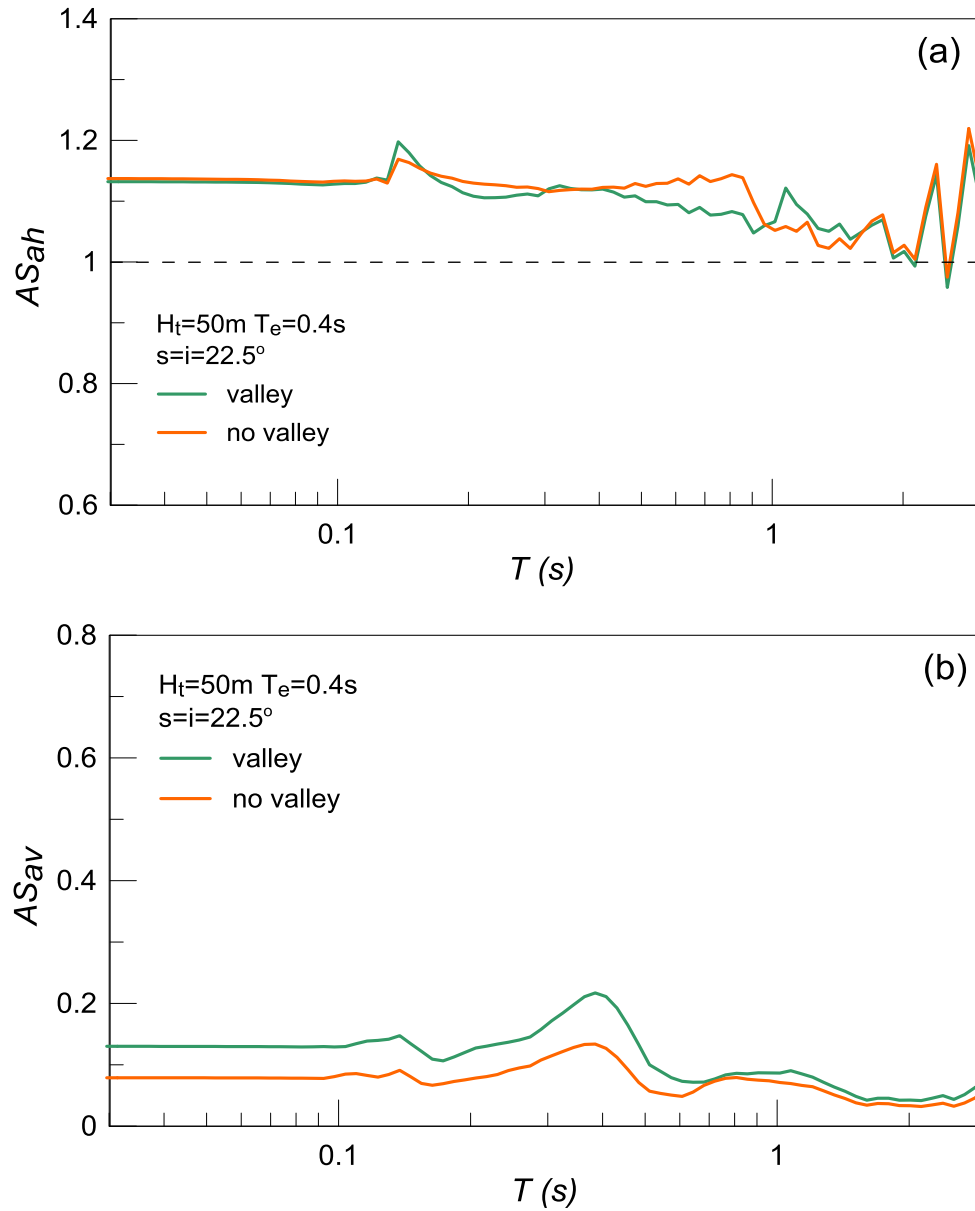 (a)
1.4
1.2
1
0.8
0.6
ASah
Ht=50m Te=0.4s
s=i=22.5o
valley
no valley
0.1 1
T (s)
(b)
0.8
0.6
0.4
0.2
0
ASav
Ht=50m Te=0.4s
s=i=22.5o
valley
no valley
0.1 1
T (s)